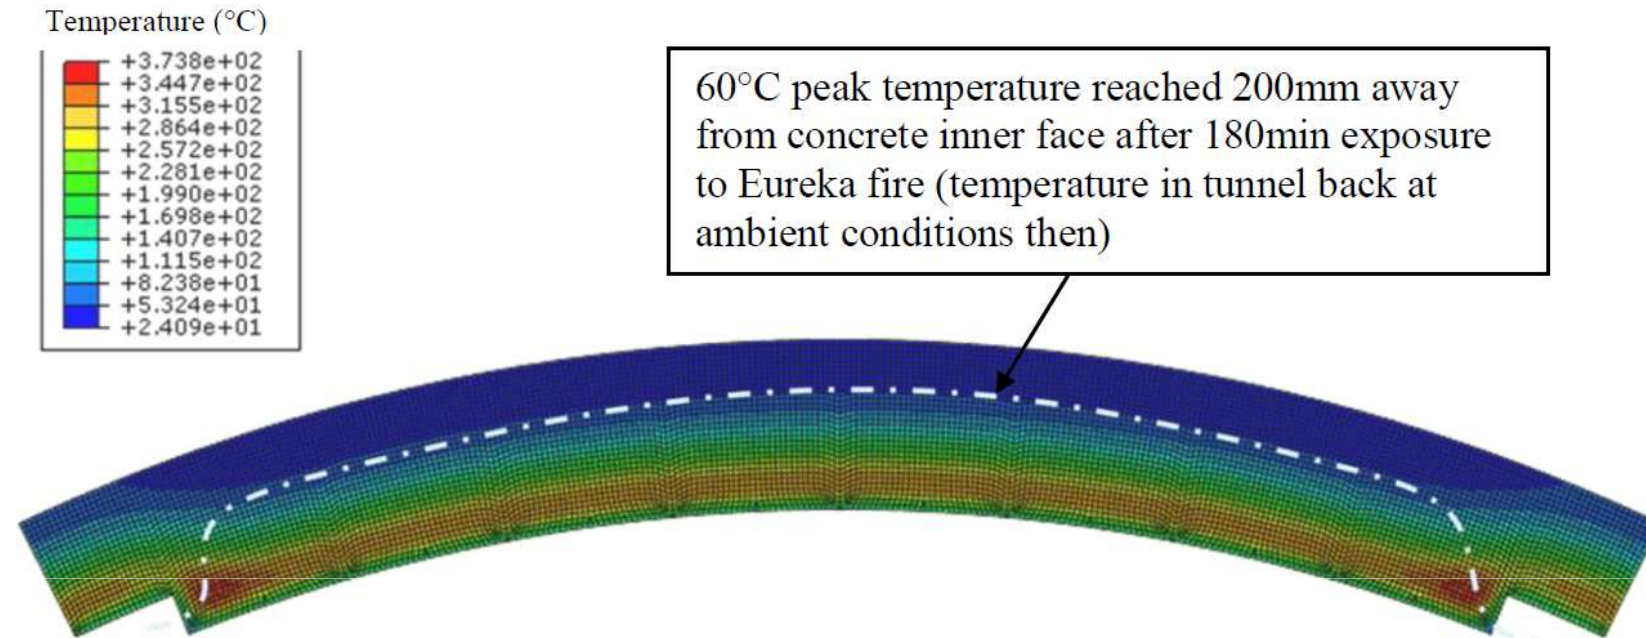 Temperature (°C)
+3.738e+02
+3.447e+02
+3.155e+02
+2.864e+02
+2.572e+02
+2.281e+02
+1.990e+02
+1.698e+02
+1.407e+02
+1.115e+02
+8.238e+01
+5.324e+01
+2.409e+01
60°C peak temperature reached 200mm away
from concrete inner face after 180min exposure
to Eureka fire (temperature in tunnel back at
ambient conditions then)